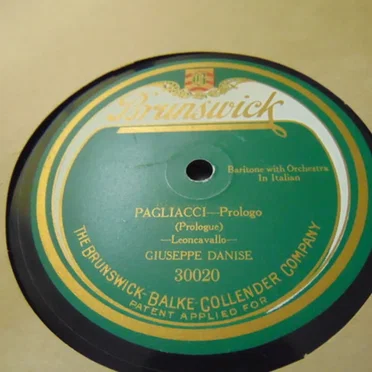 Brunswick
Baritone with Orchestra
In Italian
PAGLIACCI—Prologo
(Prologue)
—Leoncavallo—
GIUSEPPE DANISE
30020
THE BRUNSWICK-BALKE-COLLENDER COMPANY
PATENT APPLIED FOR